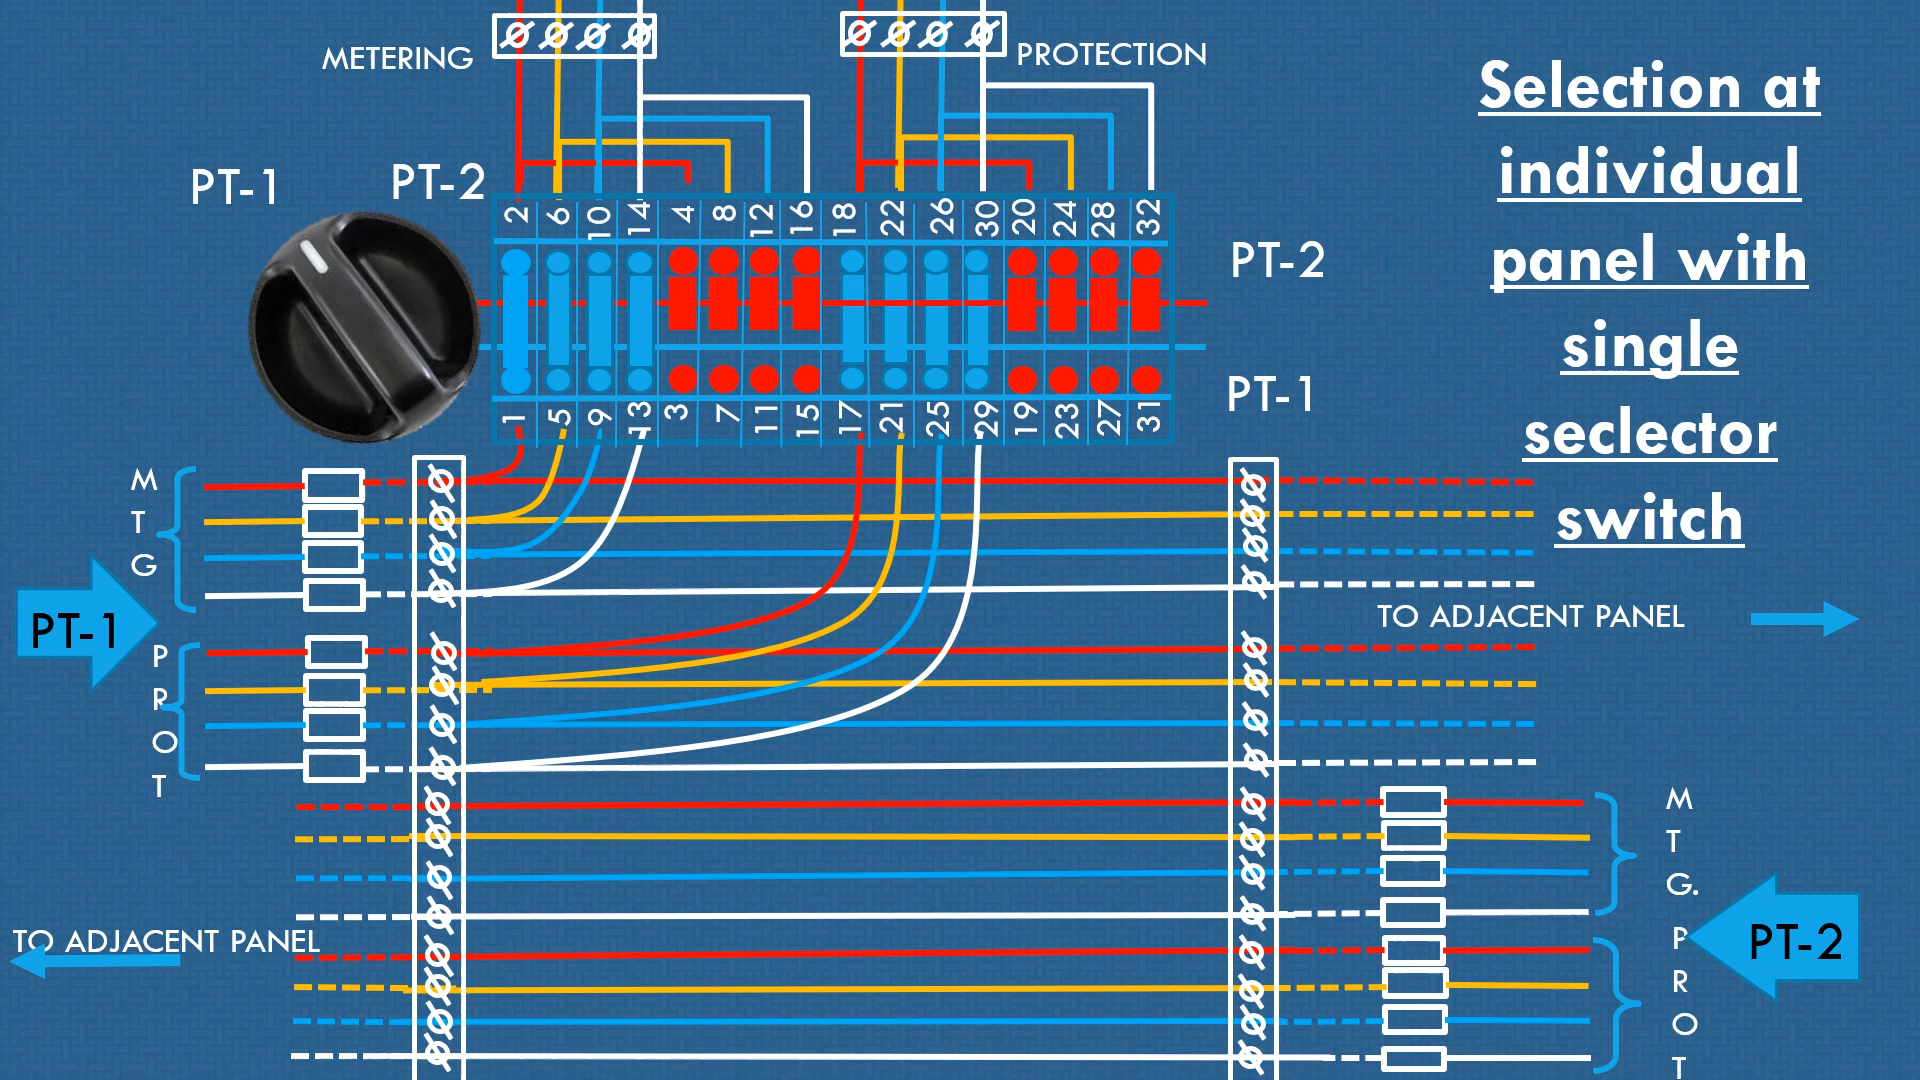 METERING
PROTECTION
Selection at
individual
panel with
single
seclector
switch
PT-1
PT-2
2 6 10 14 4 8 12 16 18 22 26 30 20 24 28 32
PT-2
1 5 9 13 3 7 11 15 17 21 25 29 19 23 27 31
PT-1
M
T
G
PT-1
P
R
O
T
TO ADJACENT PANEL
M
T
G.
P
R
O
T
PT-2
TO ADJACENT PANEL